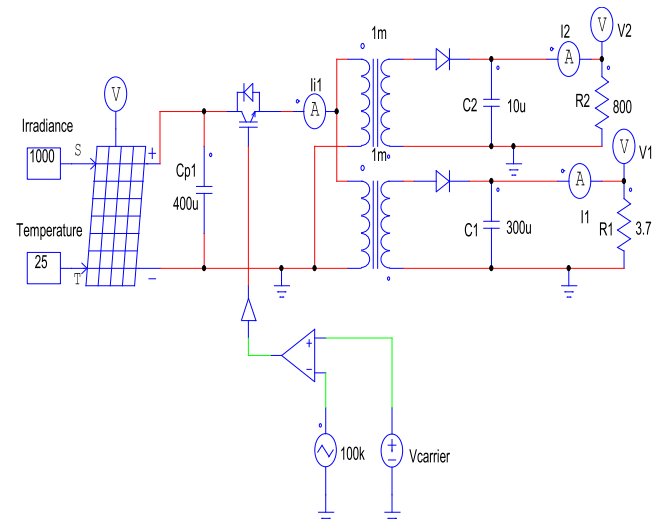 1m
I2
V
V2
V
Ii1
A
A
C2
10u
R2
800
Irradiance
1000
S
+
Cp1
400u
1m
V
V1
A
I1
C1
300u
R1
3.7
Temperature
25
T
−
+
−
100k
+
−
Vcarrier